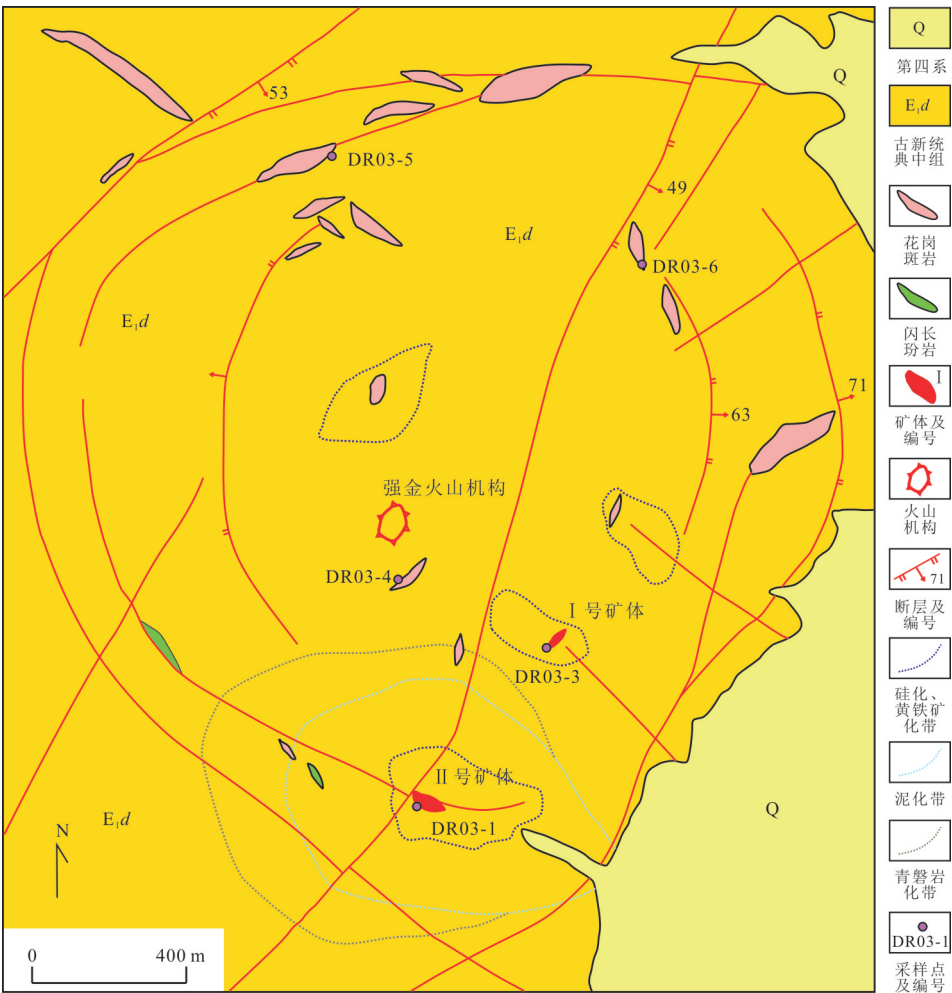 Q
53
DR03-5
49
E₁d
DR03-6
E₁d
71
63
强金火山机构
DR03-4
I 号矿体
DR03-3
II 号矿体
DR03-1
E₁d
Q
N
0 400 m
Q
第四系
E₁d
古新统
典中组
花岗
斑岩
闪长
玢岩
I
矿体及
编号
火山
机构
71
断层及
编号
硅化、
黄铁矿
化带
泥化带
青磐岩
化带
DR03-1
采样点
及编号